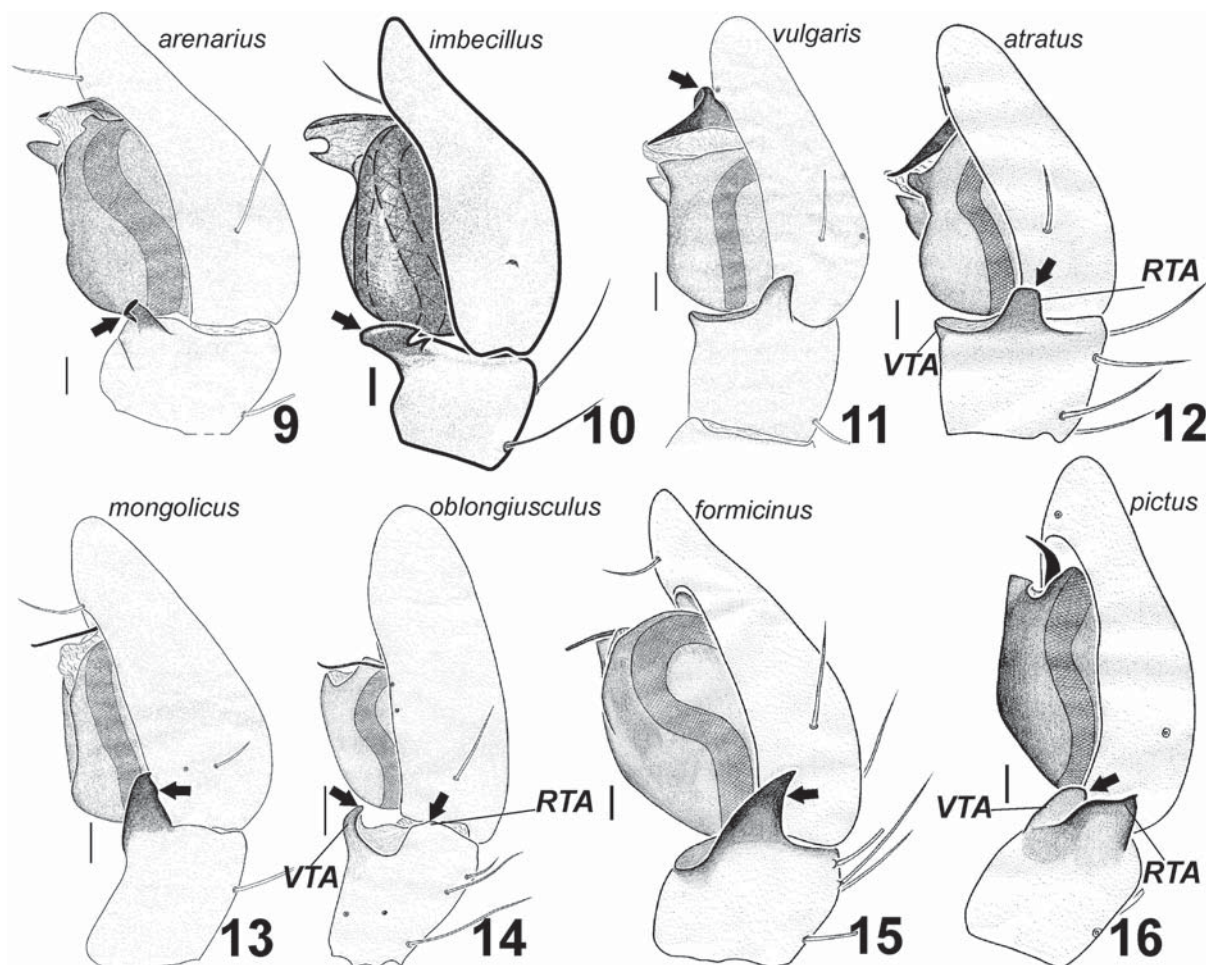 arenarius
imbecillus
vulgaris
atratus
RTA
VTA
9
10
11
12
mongolicus
oblongiusculus
formicinus
pictus
RTA
VTA
VTA
RTA
13
14
15
16